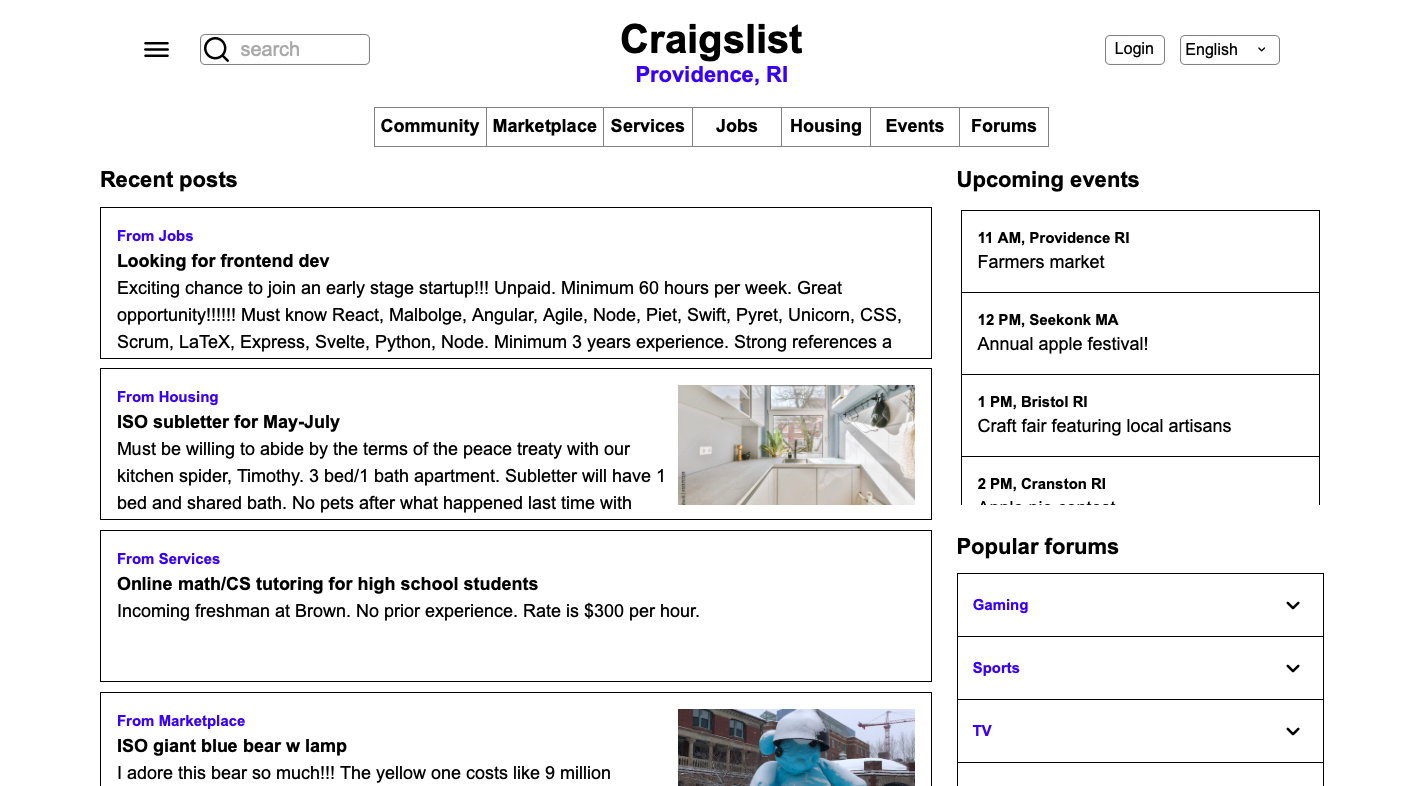 search
Craigslist
Providence, RI
Login
English
Community Marketplace Services Jobs Housing Events Forums
Recent posts
From Jobs
Looking for frontend dev
Exciting chance to join an early stage startup!!! Unpaid. Minimum 60 hours per week. Great
opportunity!!!!!! Must know React, Malbolge, Angular, Agile, Node, Piet, Swift, Pyret, Unicorn, CSS,
Scrum, LaTeX, Express, Svelte, Python, Node. Minimum 3 years experience. Strong references a
From Housing
ISO subletter for May-July
Must be willing to abide by the terms of the peace treaty with our
kitchen spider, Timothy. 3 bed/1 bath apartment. Subletter will have 1
bed and shared bath. No pets after what happened last time with
From Services
Online math/CS tutoring for high school students
Incoming freshman at Brown. No prior experience. Rate is $300 per hour.
From Marketplace
ISO giant blue bear w lamp
I adore this bear so much!!! The yellow one costs like 9 million
Upcoming events
11 AM, Providence RI
Farmers market
12 PM, Seekonk MA
Annual apple festival!
1 PM, Bristol RI
Craft fair featuring local artisans
2 PM, Cranston RI
Apple pie contest
Popular forums
Gaming
Sports
TV